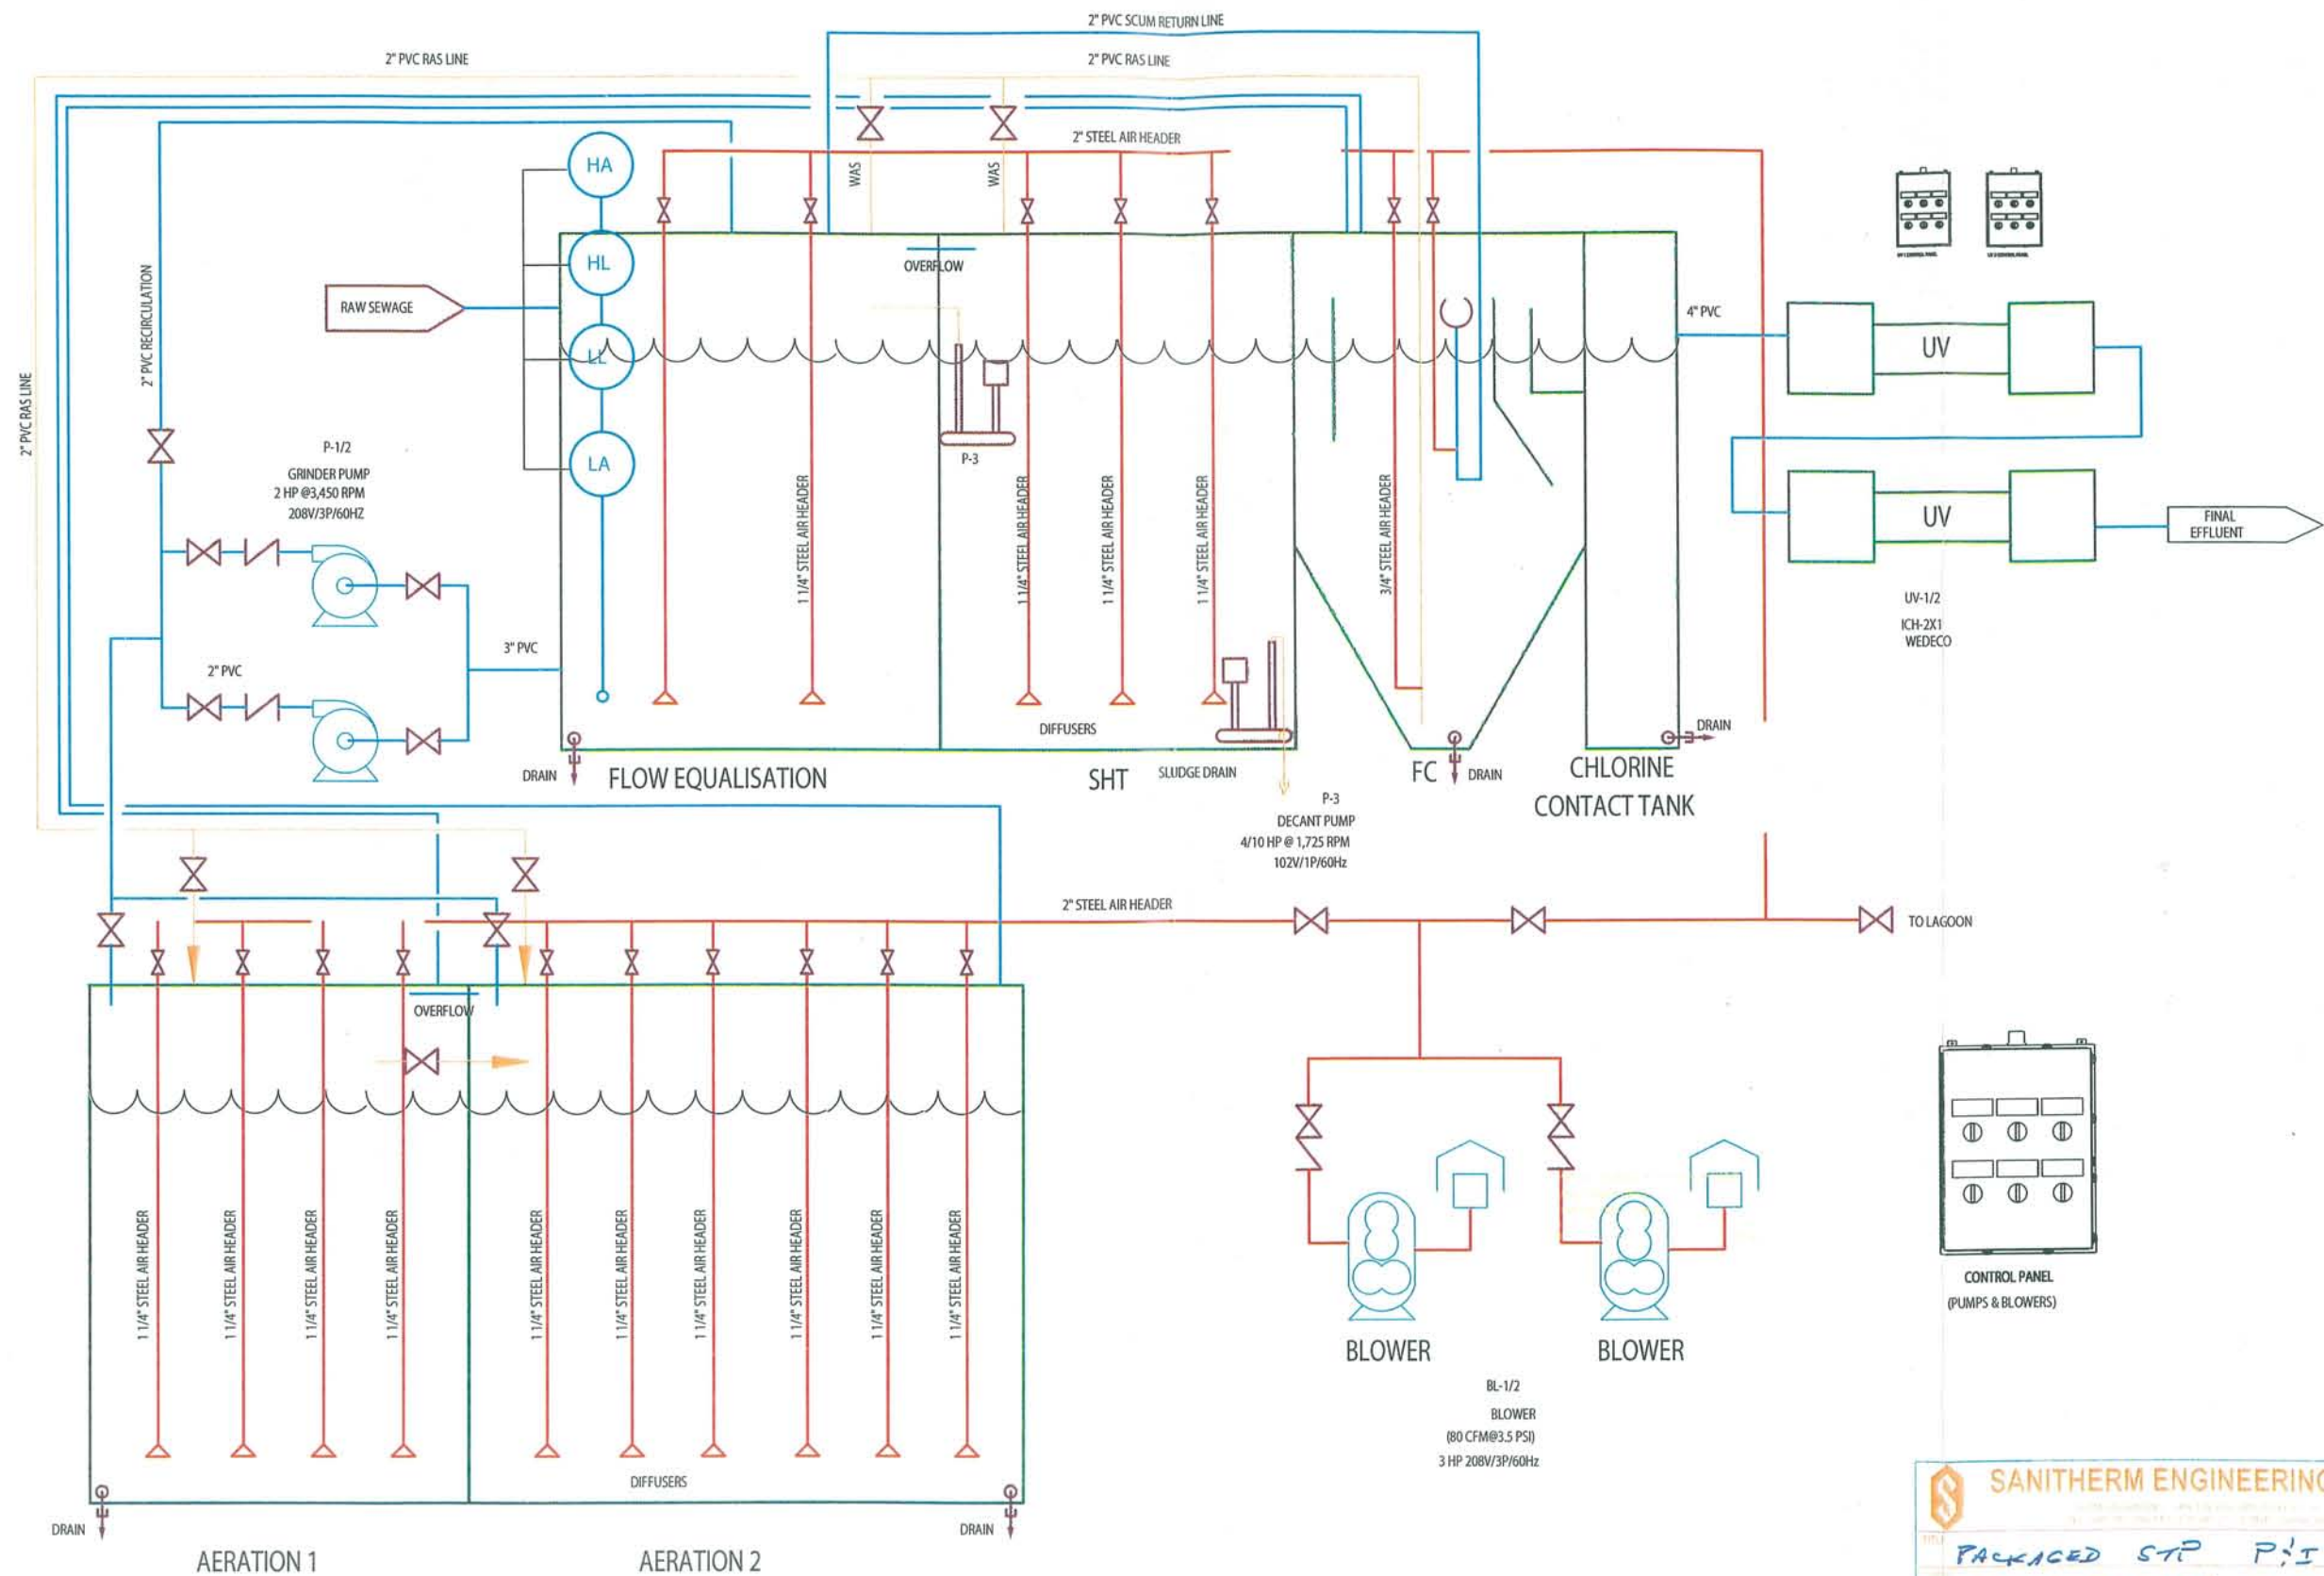 2" PVC SCUM RETURN LINE
2" PVC RAS LINE
2" PVC RAS LINE
2" STEEL AIR HEADER
HA
WAS
WAS
HL
OVERFLOW
2" PVC RECIRCULATION
RAW SEWAGE
4" PVC
UV
LL
2" PVC RAS LINE
P-1/2
GRINDER PUMP
2 HP @3,450 RPM
208V/3P/60HZ
LA
P-3
1 1/4" STEEL AIR HEADER
1 1/4" STEEL AIR HEADER
1 1/4" STEEL AIR HEADER
1 1/4" STEEL AIR HEADER
3/4" STEEL AIR HEADER
UV
FINAL
EFFLUENT
UV-1/2
ICH-2X1
WEDECO
3" PVC
2" PVC
DIFFUSERS
DRAIN
DRAIN
FLOW EQUALISATION
SHT
SLUDGE DRAIN
FC
DRAIN
CHLORINE
CONTACT TANK
P-3
DECANT PUMP
4/10 HP @ 1,725 RPM
102V/1P/60Hz
2" STEEL AIR HEADER
TO LAGOON
OVERFLOW
1 1/4" STEEL AIR HEADER
1 1/4" STEEL AIR HEADER
1 1/4" STEEL AIR HEADER
1 1/4" STEEL AIR HEADER
1 1/4" STEEL AIR HEADER
1 1/4" STEEL AIR HEADER
1 1/4" STEEL AIR HEADER
1 1/4" STEEL AIR HEADER
1 1/4" STEEL AIR HEADER
1 1/4" STEEL AIR HEADER
CONTROL PANEL
(PUMPS & BLOWERS)
BLOWER
BLOWER
BL-1/2
BLOWER
(80 CFM@3.5 PSI)
3 HP 208V/3P/60Hz
DIFFUSERS
DRAIN
DRAIN
AERATION 1
AERATION 2
SANITHERM ENGINEERING
TITLE
PACKAGED STP P&I